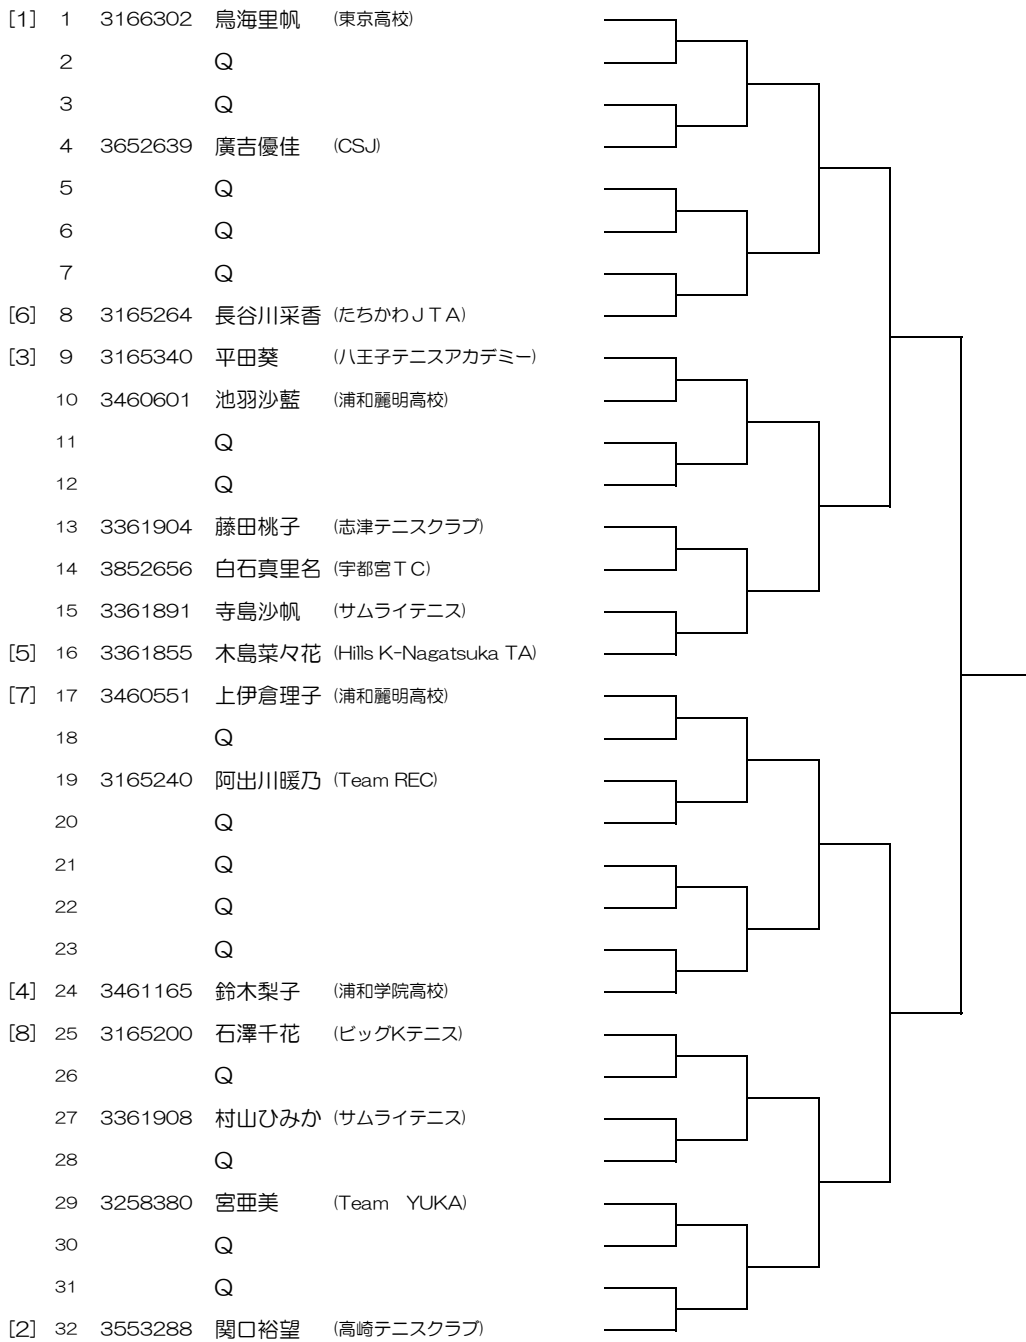 [1] 1 3166302 鳥海里帆 (東京高校)
2 Q
3 Q
4 3652639 廣吉優佳 (CSJ)
5 Q
6 Q
7 Q
[6] 8 3165264 長谷川采香 (たちかわＪＴＡ)
[3] 9 3165340 平田葵 (八王子テニスアカデミー)
10 3460601 池羽沙藍 (浦和麗明高校)
11 Q
12 Q
13 3361904 藤田桃子 (志津テニスクラブ)
14 3852656 白石真里名 (宇都宮ＴＣ)
15 3361891 寺島沙帆 (サムライテニス)
[5] 16 3361855 木島菜々花 (Hills K-Nagatsuka TA)
[7] 17 3460551 上伊倉理子 (浦和麗明高校)
18 Q
19 3165240 阿出川暖乃 (Team REC)
20 Q
21 Q
22 Q
23 Q
[4] 24 3461165 鈴木梨子 (浦和学院高校)
[8] 25 3165200 石澤千花 (ビッグKテニス)
26 Q
27 3361908 村山ひみか (サムライテニス)
28 Q
29 3258380 宮亜美 (Team　YUKA)
30 Q
31 Q
[2] 32 3553288 関口裕望 (高崎テニスクラブ)